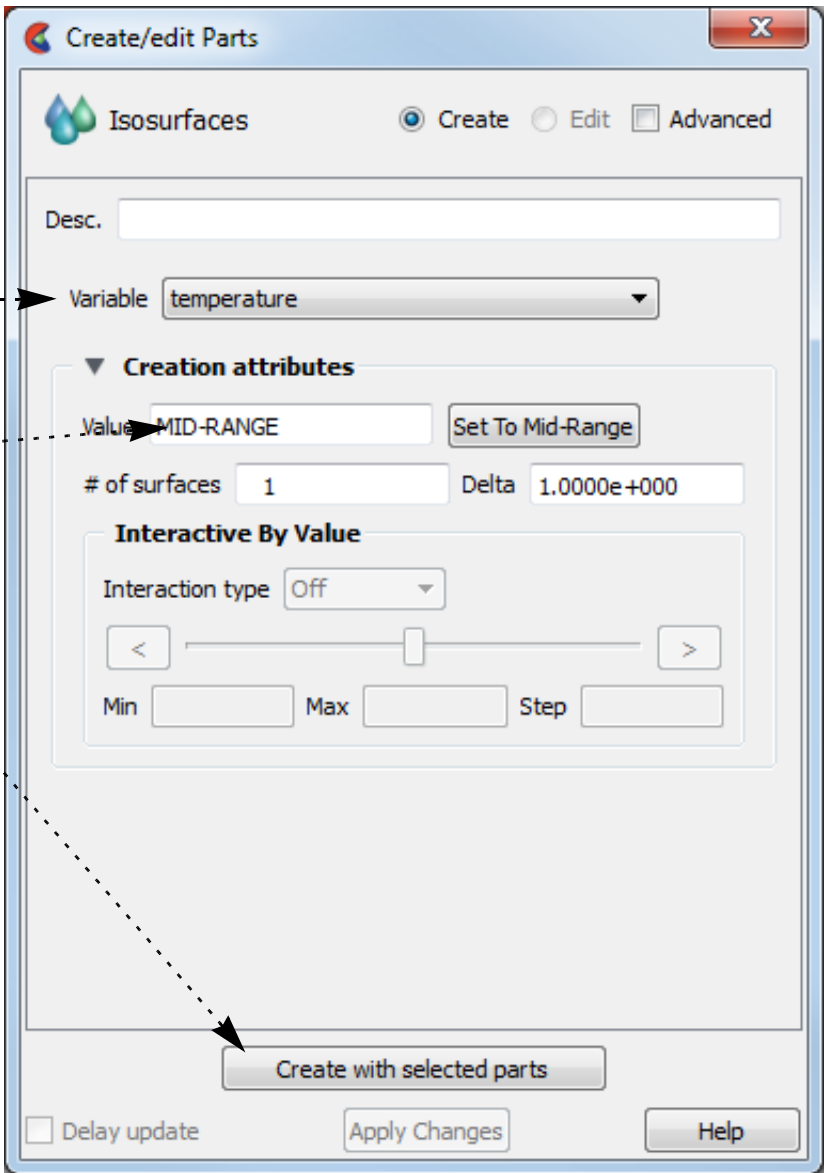 Create/edit Parts
Isosurfaces Create Edit Advanced
Desc.
Variable temperature
Creation attributes
Value MID-RANGE Set To Mid-Range
# of surfaces 1 Delta 1.0000e+000
Interactive By Value
Interaction type Off
< >
Min Max Step
Create with selected parts
Delay update Apply Changes Help